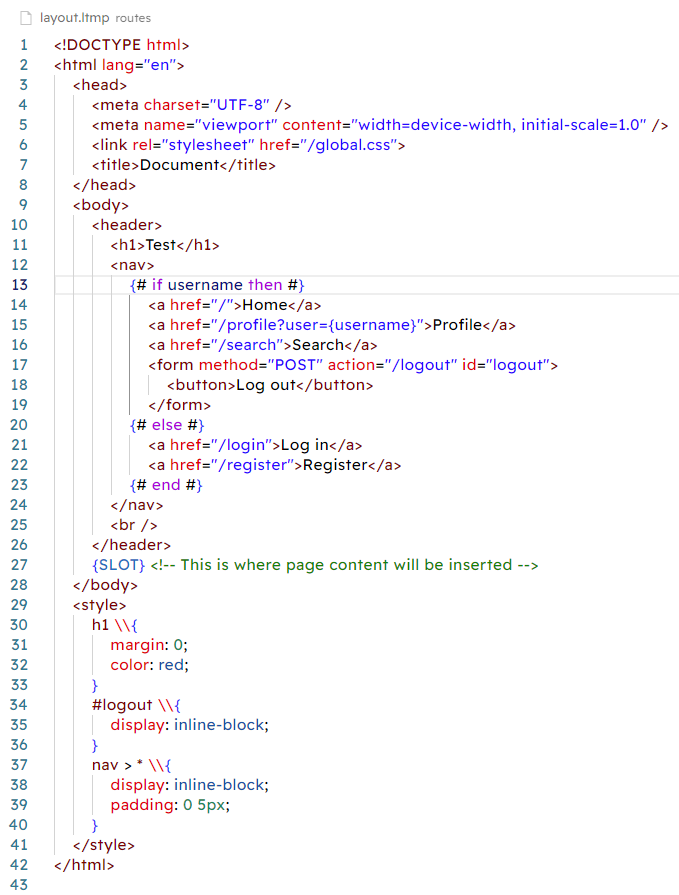 layout.ltmp routes
1 <!DOCTYPE html>
2 <html lang="en">
3 <head>
4 <meta charset="UTF-8" />
5 <meta name="viewport" content="width=device-width, initial-scale=1.0" />
6 <link rel="stylesheet" href="/global.css">
7 <title>Document</title>
8 </head>
9 <body>
10 <header>
11 <h1>Test</h1>
12 <nav>
13 {# if username then #}
14 <a href="/">Home</a>
15 <a href="/profile?user={username}">Profile</a>
16 <a href="/search">Search</a>
17 <form method="POST" action="/logout" id="logout">
18 <button>Log out</button>
19 </form>
20 {# else #}
21 <a href="/login">Log in</a>
22 <a href="/register">Register</a>
23 {# end #}
24 </nav>
25 <br />
26 </header>
27 {SLOT} <!-- This is where page content will be inserted -->
28 </body>
29 <style>
30 h1 \\{
31 margin: 0;
32 color: red;
33 }
34 #logout \\{
35 display: inline-block;
36 }
37 nav > * \\{
38 display: inline-block;
39 padding: 0 5px;
40 }
41 </style>
42 </html>
43